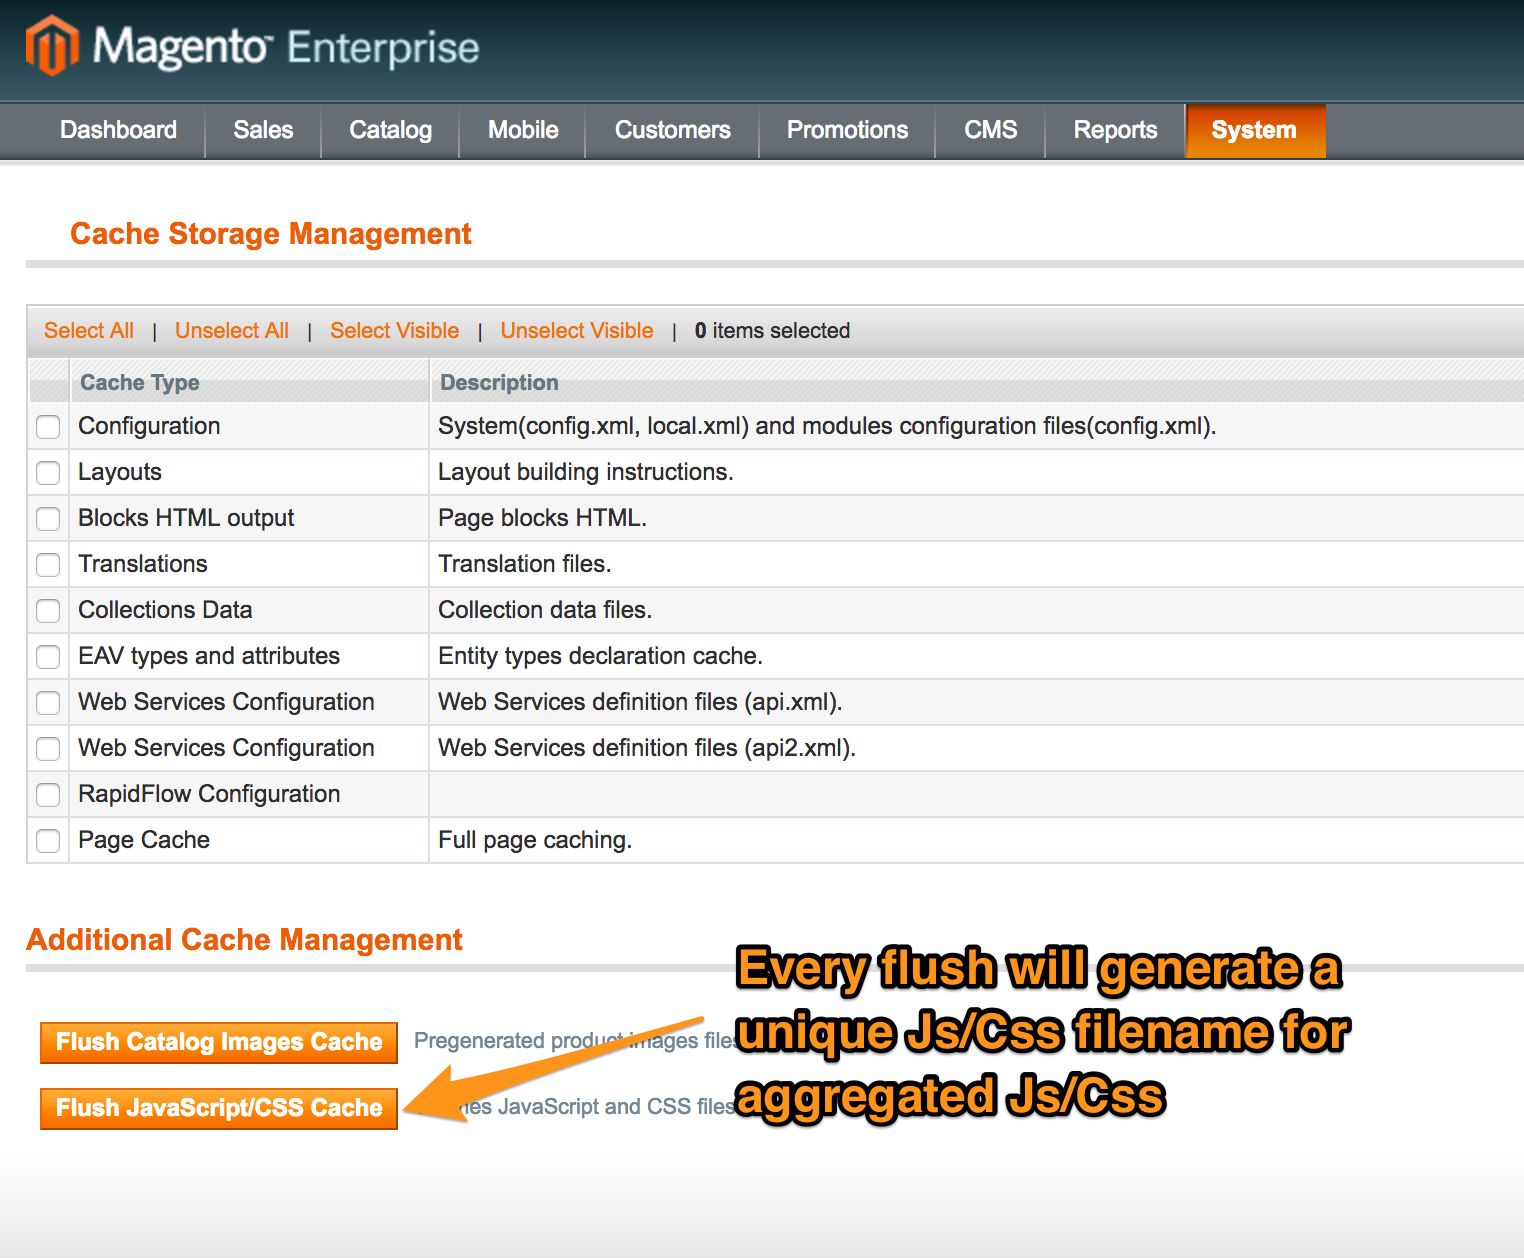 Magento™ Enterprise
Dashboard Sales Catalog Mobile Customers Promotions CMS Reports System
Cache Storage Management
Select All | Unselect All | Select Visible | Unselect Visible | 0 items selected
Cache Type Description
Configuration System(config.xml, local.xml) and modules configuration files(config.xml).
Layouts Layout building instructions.
Blocks HTML output Page blocks HTML.
Translations Translation files.
Collections Data Collection data files.
EAV types and attributes Entity types declaration cache.
Web Services Configuration Web Services definition files (api.xml).
Web Services Configuration Web Services definition files (api2.xml).
RapidFlow Configuration
Page Cache Full page caching.
Additional Cache Management
Every flush will generate a
unique Js/Css filename for
aggregated Js/Css
Flush Catalog Images Cache Pregenerated product images files
Flush JavaScript/CSS Cache JavaScript and CSS files